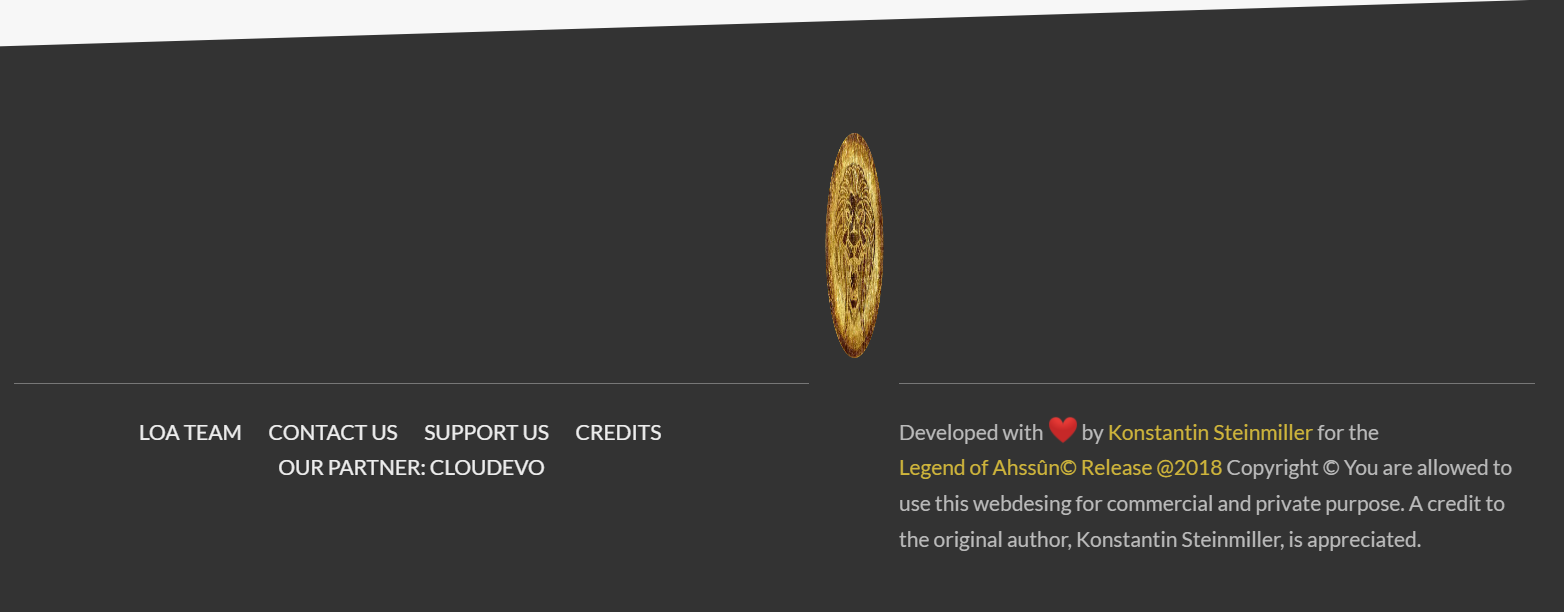 LOA TEAM CONTACT US SUPPORT US CREDITS
OUR PARTNER: CLOUDEVO
Developed with ❤️ by Konstantin Steinmiller for the
Legend of Ahssûn© Release @2018 Copyright © You are allowed to
use this webdesing for commercial and private purpose. A credit to
the original author, Konstantin Steinmiller, is appreciated.